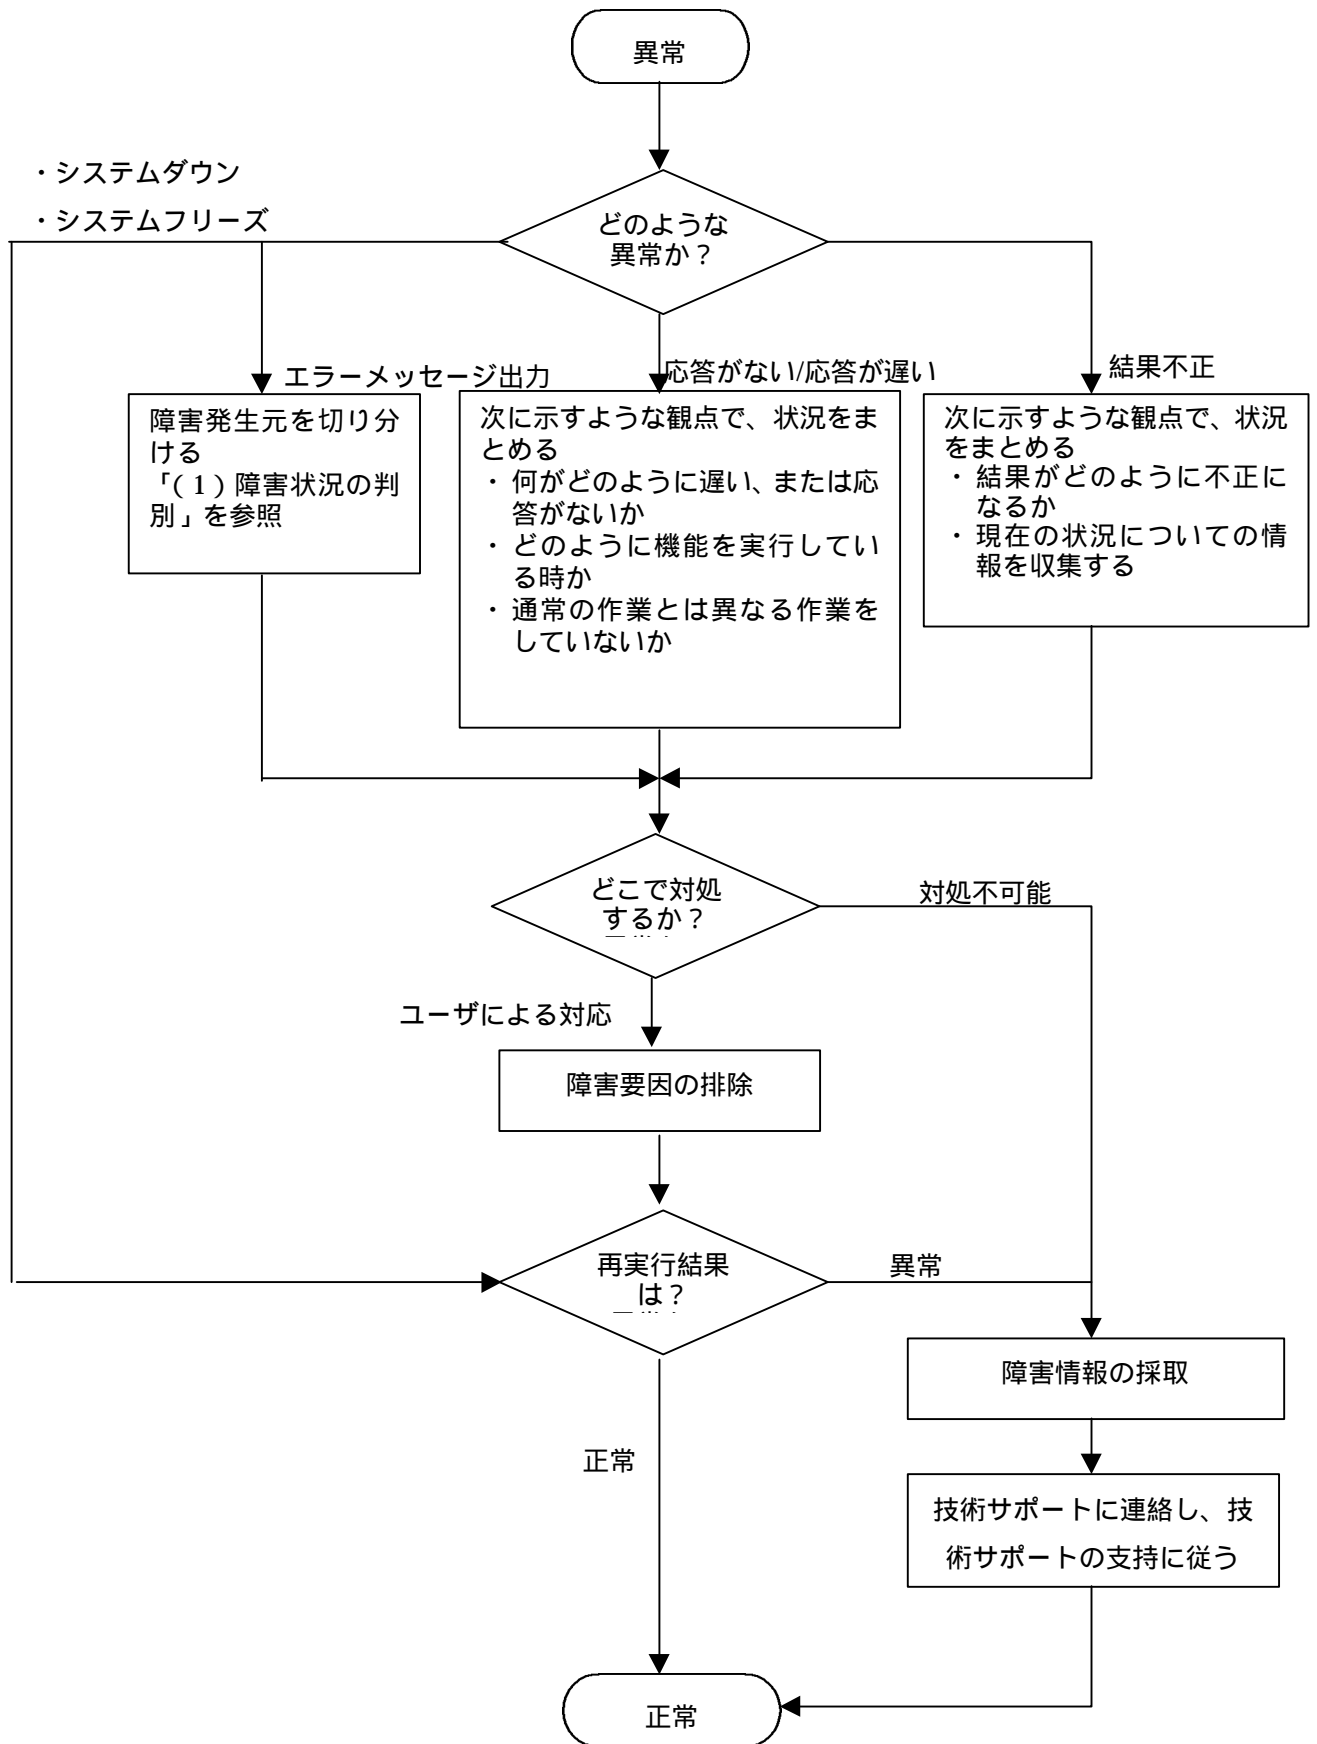 異常
・システムダウン
・システムフリーズ
どのような
異常か？
エラーメッセージ出力
応答がない/応答が遅い
結果不正
障害発生元を切り分
ける
「(1)障害状況の判
別」を参照
次に示すような観点で、状況をま
とめる
・ 何がどのように遅い、または応
答がないか
・ どのように機能を実行してい
る時か
・ 通常の作業とは異なる作業を
していないか
次に示すような観点で、状況
をまとめる
・ 結果がどのように不正に
なるか
・ 現在の状況についての情
報を収集する
どこで対処
するか？
対処不可能
ユーザによる対応
障害要因の排除
再実行結果
は？
異常
障害情報の採取
正常
技術サポートに連絡し、技
術サポートの支持に従う
正常